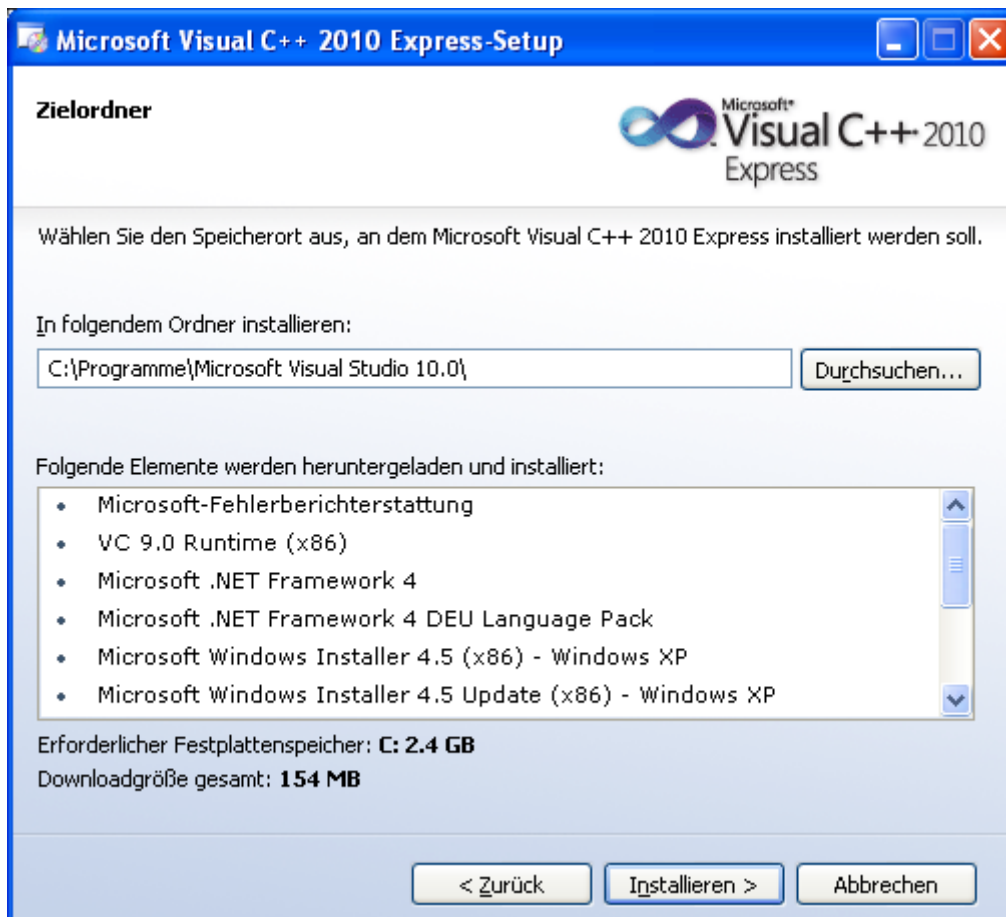 Microsoft Visual C++ 2010 Express-Setup
Zielordner
Microsoft®
Visual C++ 2010
Express
Wählen Sie den Speicherort aus, an dem Microsoft Visual C++ 2010 Express installiert werden soll.
In folgendem Ordner installieren:
C:\Programme\Microsoft Visual Studio 10.0\
Durchsuchen...
Folgende Elemente werden heruntergeladen und installiert:
• Microsoft-Fehlerberichterstattung
• VC 9.0 Runtime (x86)
• Microsoft .NET Framework 4
• Microsoft .NET Framework 4 DEU Language Pack
• Microsoft Windows Installer 4.5 (x86) - Windows XP
• Microsoft Windows Installer 4.5 Update (x86) - Windows XP
Erforderlicher Festplattenspeicher: C: 2.4 GB
Downloadgröße gesamt: 154 MB
< Zurück
Installieren >
Abbrechen